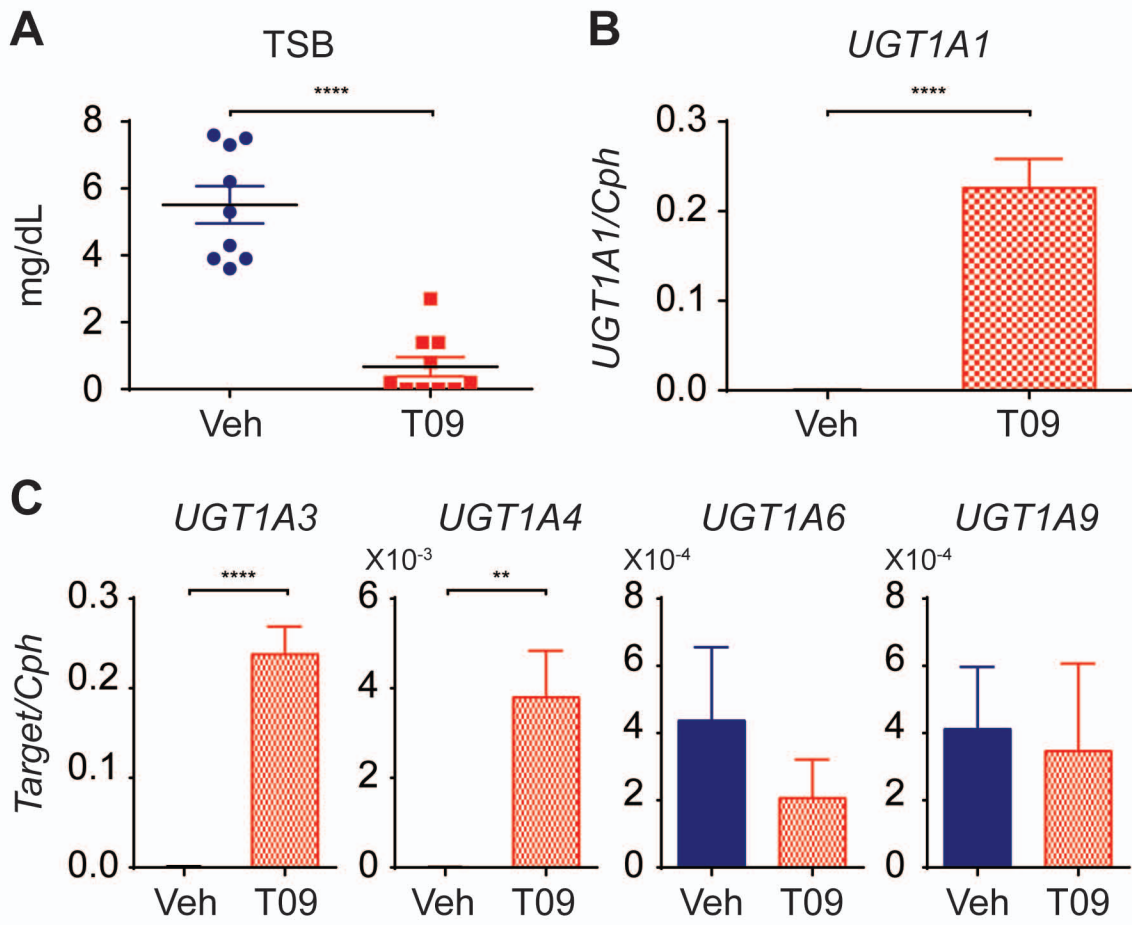 A
TSB
****
mg/dL
8
6
4
2
0
Veh T09
B
UGT1A1
****
UGT1A1/Cph
0.3
0.2
0.1
0.0
Veh T09
C
UGT1A3
****
Target/Cph
0.3
0.2
0.1
0.0
Veh T09
UGT1A4
X10-3
**
6
4
2
0
Veh T09
UGT1A6
X10-4
8
6
4
2
0
Veh T09
UGT1A9
X10-4
8
6
4
2
0
Veh T09